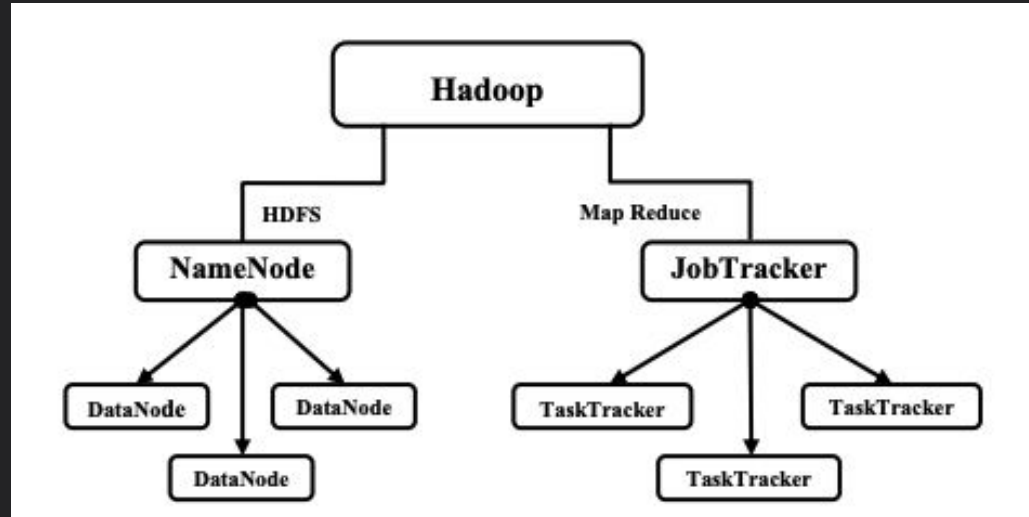 Hadoop
HDFS
Map Reduce
NameNode
JobTracker
DataNode
DataNode
TaskTracker
TaskTracker
DataNode
TaskTracker